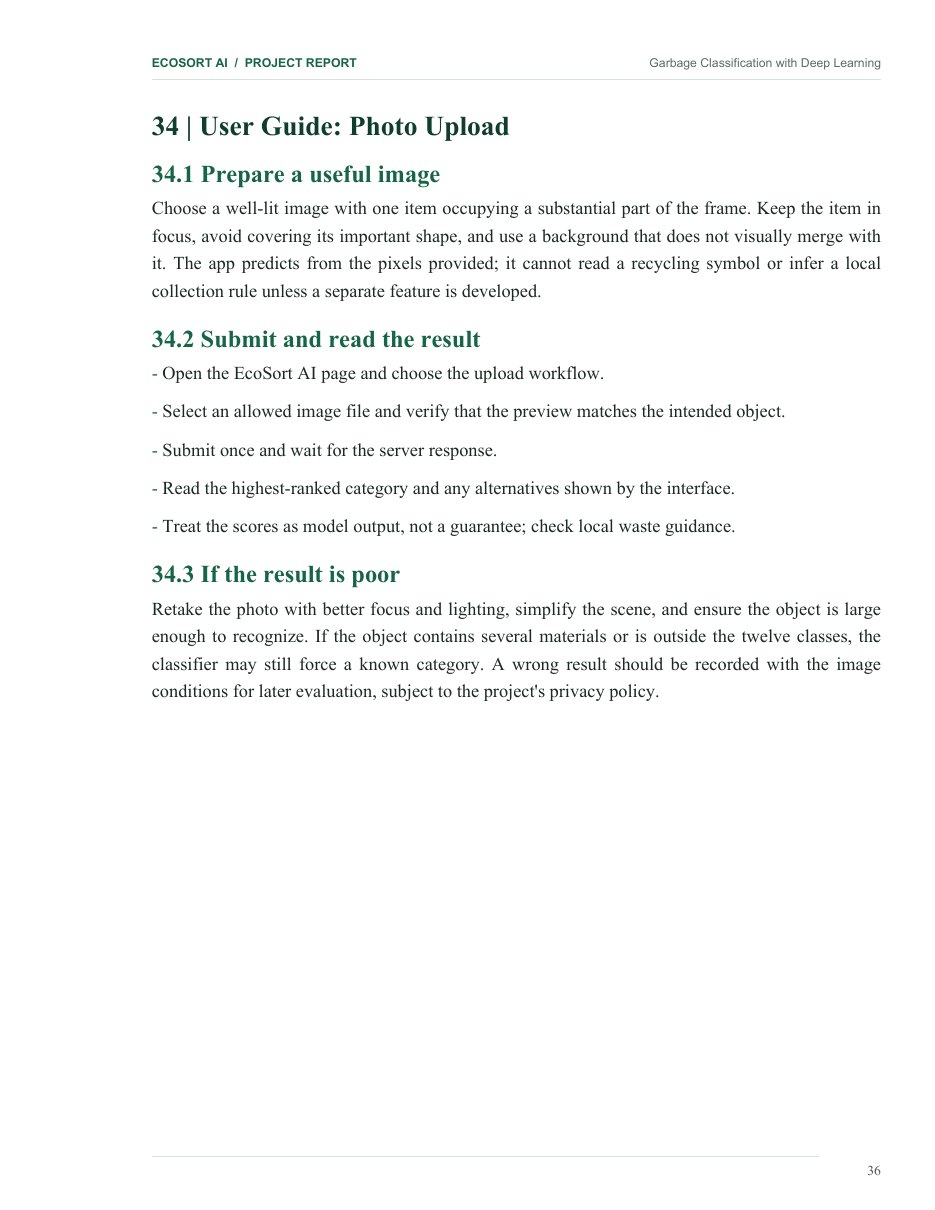 ECOSORT AI / PROJECT REPORT
Garbage Classification with Deep Learning
34 | User Guide: Photo Upload
34.1 Prepare a useful image
Choose a well-lit image with one item occupying a substantial part of the frame. Keep the item in
focus, avoid covering its important shape, and use a background that does not visually merge with
it. The app predicts from the pixels provided; it cannot read a recycling symbol or infer a local
collection rule unless a separate feature is developed.
34.2 Submit and read the result
- Open the EcoSort AI page and choose the upload workflow.
- Select an allowed image file and verify that the preview matches the intended object.
- Submit once and wait for the server response.
- Read the highest-ranked category and any alternatives shown by the interface.
- Treat the scores as model output, not a guarantee; check local waste guidance.
34.3 If the result is poor
Retake the photo with better focus and lighting, simplify the scene, and ensure the object is large
enough to recognize. If the object contains several materials or is outside the twelve classes, the
classifier may still force a known category. A wrong result should be recorded with the image
conditions for later evaluation, subject to the project's privacy policy.
36